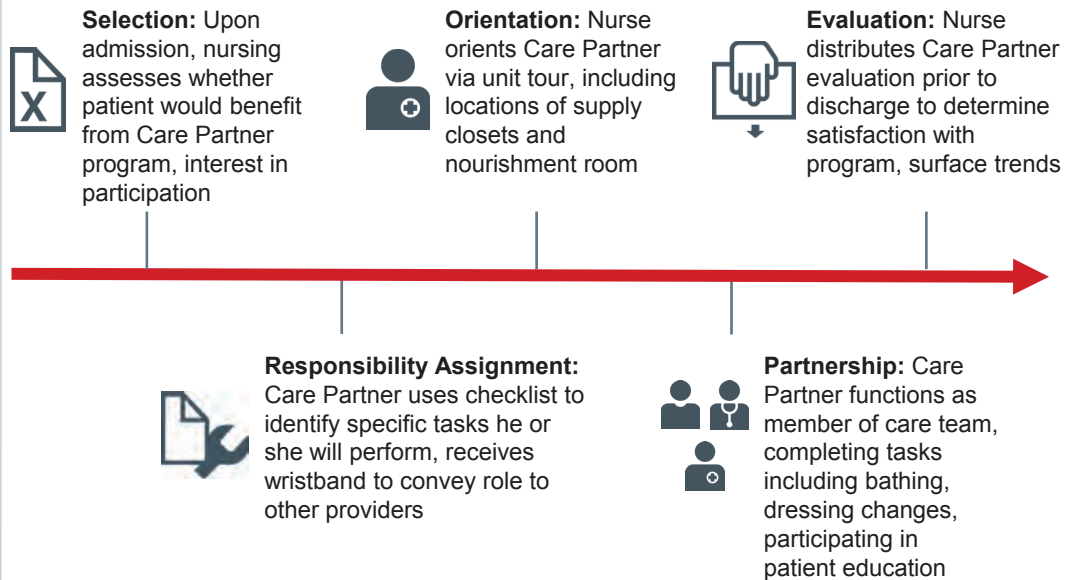 Selection: Upon
admission, nursing
assesses whether
patient would benefit
from Care Partner
program, interest in
participation
X
Orientation: Nurse
orients Care Partner
via unit tour, including
locations of supply
closets and
nourishment room
Evaluation: Nurse
distributes Care Partner
evaluation prior to
discharge to determine
satisfaction with
program, surface trends
Responsibility Assignment:
Care Partner uses checklist to
identify specific tasks he or
she will perform, receives
wristband to convey role to
other providers
Partnership: Care
Partner functions as
member of care team,
completing tasks
including bathing,
dressing changes,
participating in
patient education